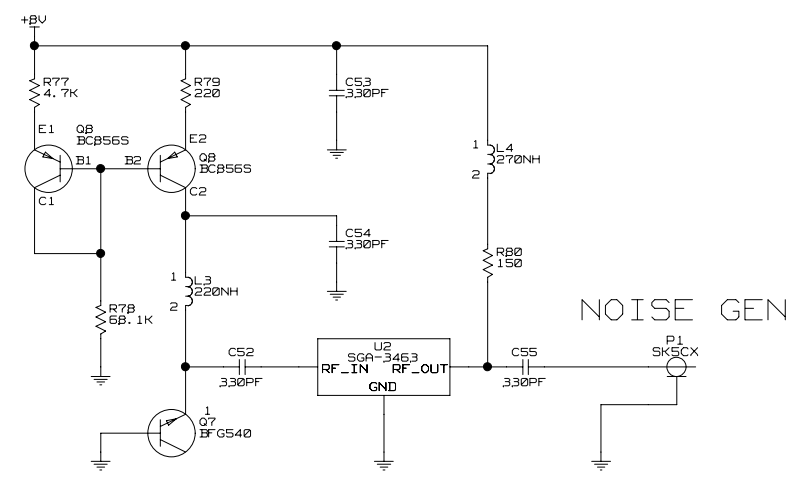 +8V
R77
4.7K
R79
220
C53
330PF
E1
Q8
BC856S
E2
Q8
BC856S
B1
B2
C1
C2
1
L4
270NH
2
C54
330PF
1
L3
220NH
2
R80
150
R78
68.1K
NOISE GEN
U2
SGA-3463
RF_IN
RF_OUT
GND
C52
330PF
C55
330PF
P1
SK5CX
1
Q7
BFG540